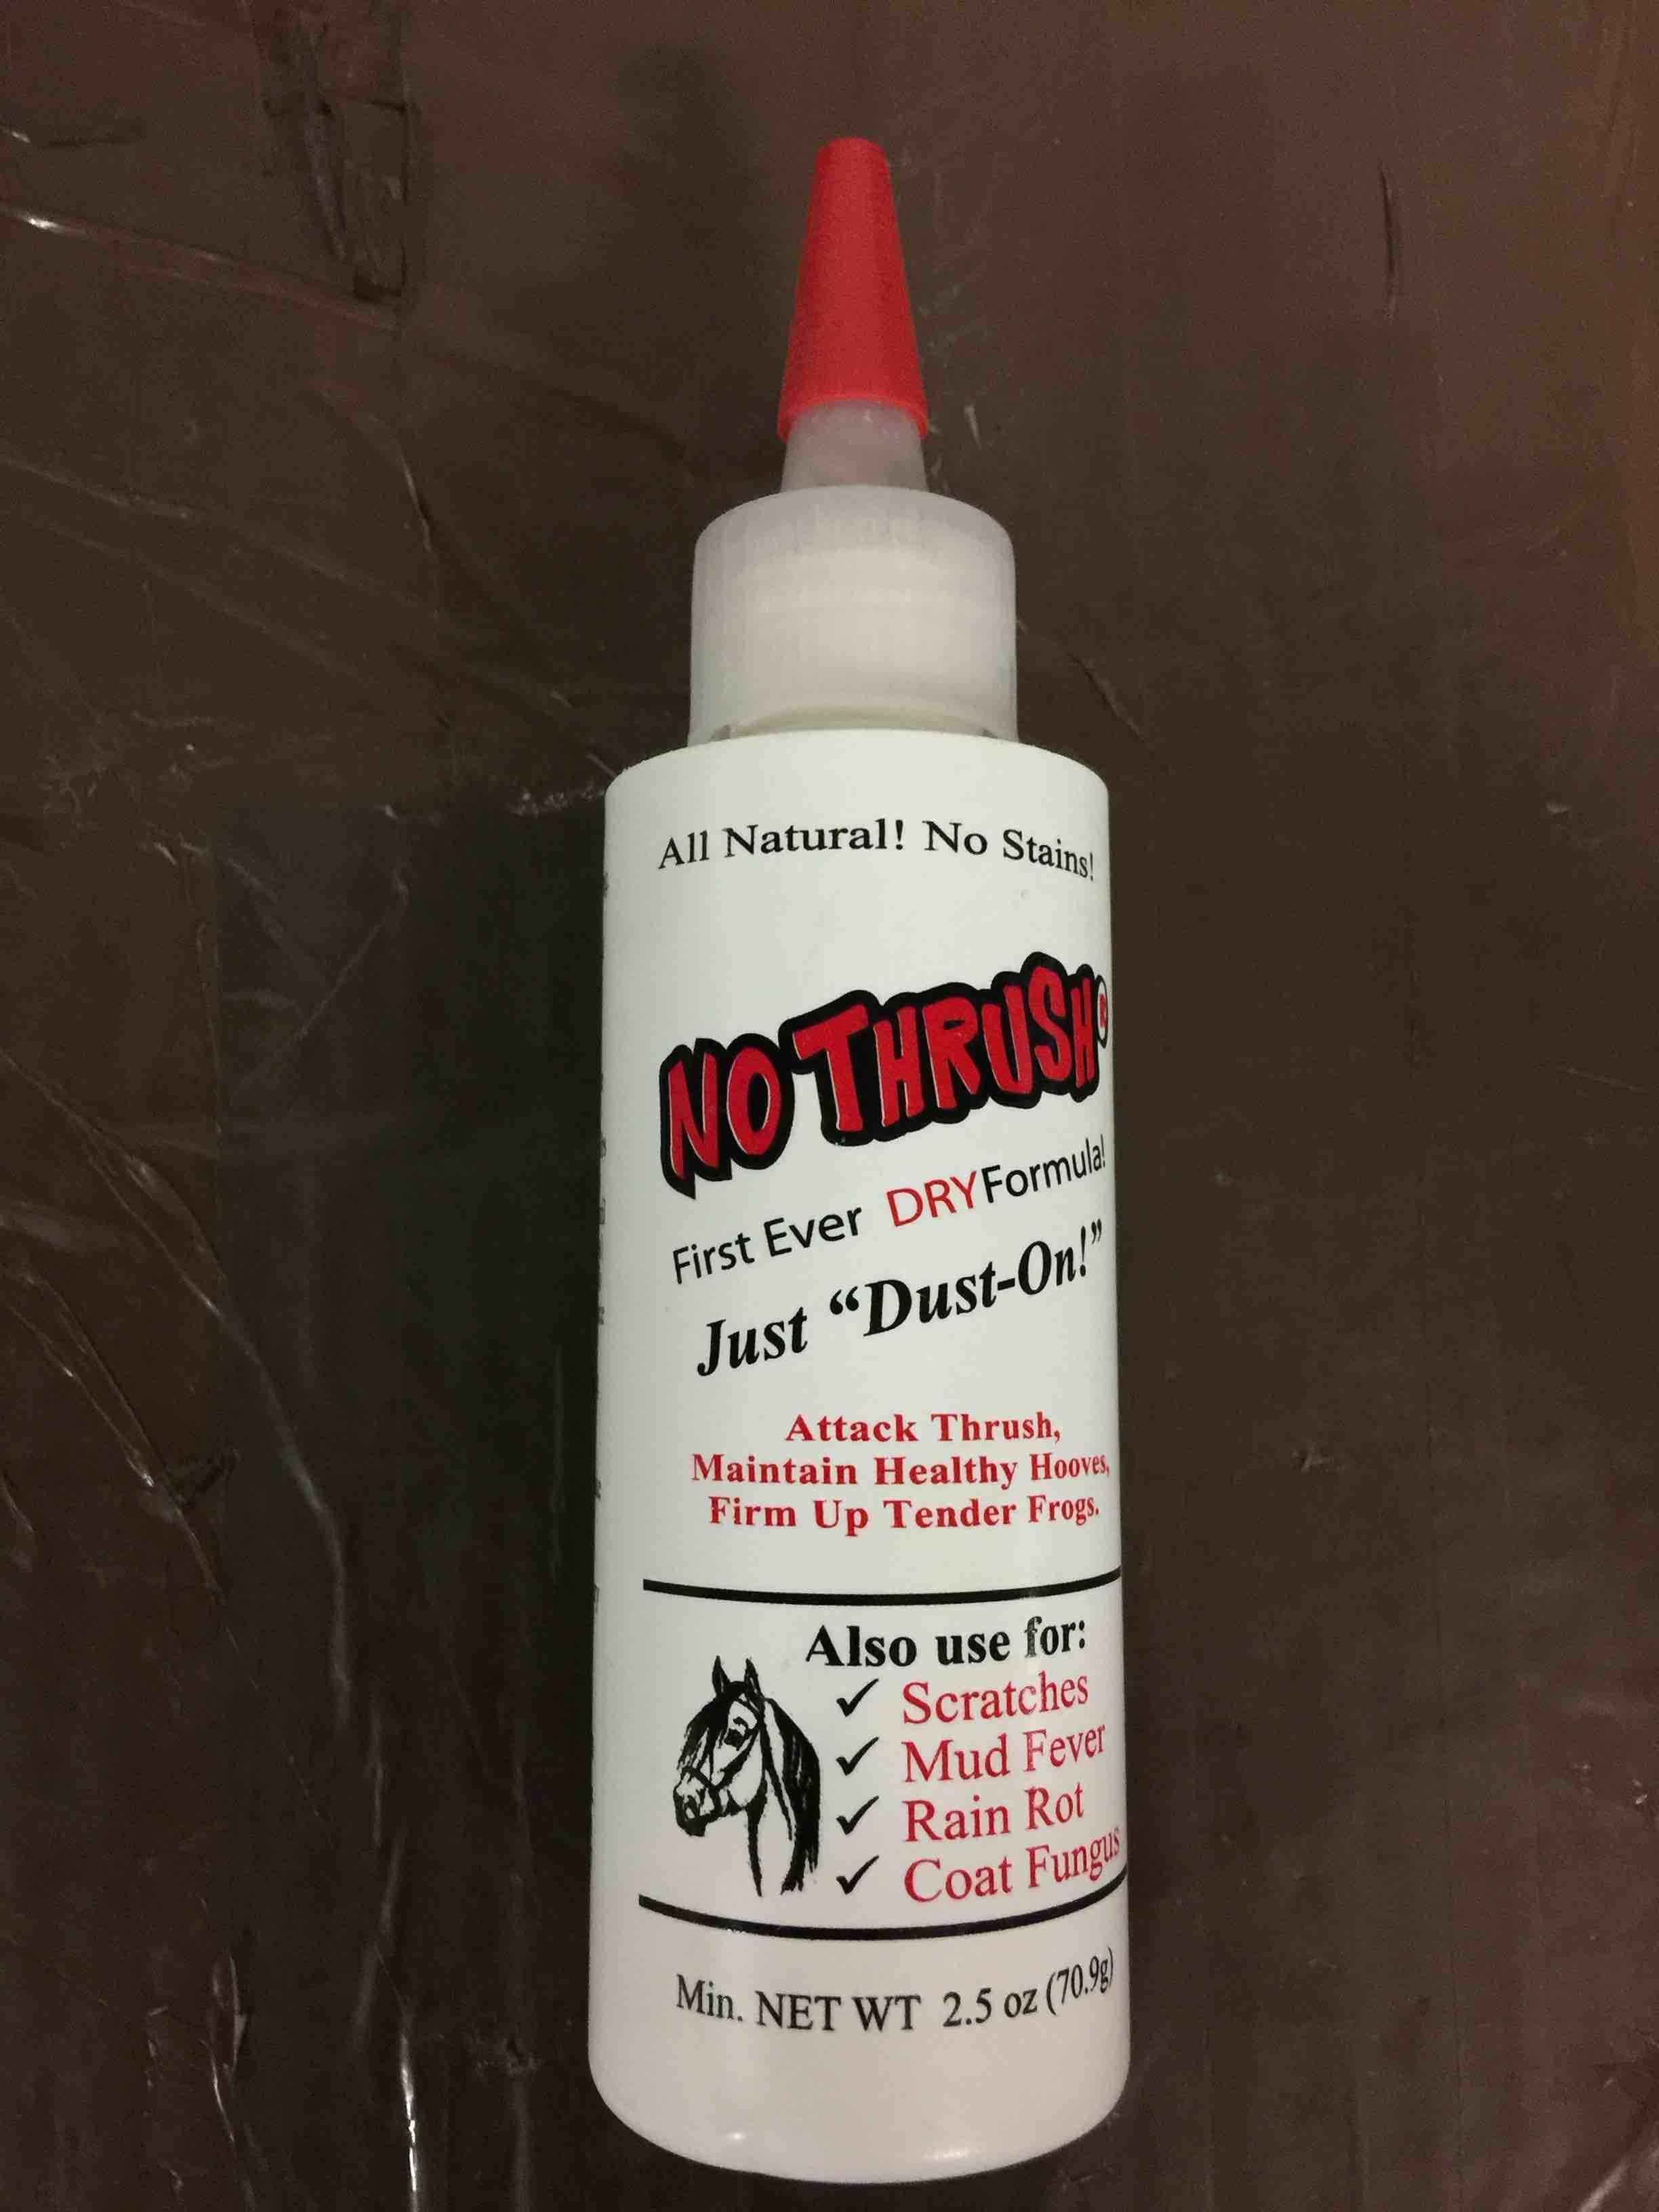 All Natural! No Stains!
NO THRUSH®
First Ever DRY Formula!
Just “Dust-On!”
Attack Thrush,
Maintain Healthy Hooves,
Firm Up Tender Frogs.
Also use for:
✓ Scratches
✓ Mud Fever
✓ Rain Rot
✓ Coat Fungus
Min. NET WT 2.5 oz (70.9g)